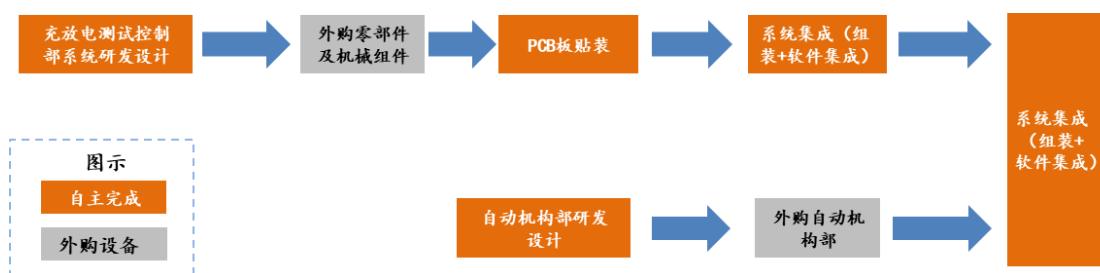 充放电测试控制
部系统研发设计
外购零部件
及机械组件
PCB板贴装
系统集成（组
装+软件集成）
系统集成
（组装+
软件集成）
图示
自主完成
外购设备
自动机构部研发
设计
外购自动机
构部